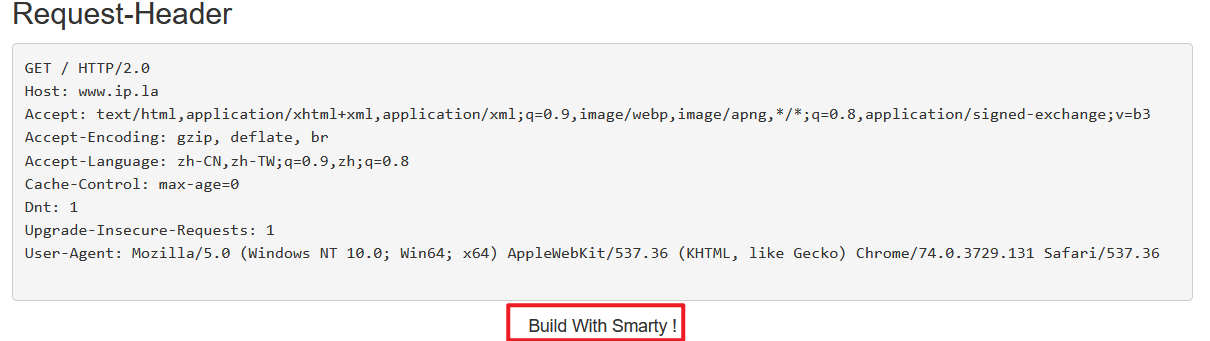 Request-Header
GET / HTTP/2.0
Host: www.ip.la
Accept: text/html,application/xhtml+xml,application/xml;q=0.9,image/webp,image/apng,*/*;q=0.8,application/signed-exchange;v=b3
Accept-Encoding: gzip, deflate, br
Accept-Language: zh-CN,zh-TW;q=0.9,zh;q=0.8
Cache-Control: max-age=0
Dnt: 1
Upgrade-Insecure-Requests: 1
User-Agent: Mozilla/5.0 (Windows NT 10.0; Win64; x64) AppleWebKit/537.36 (KHTML, like Gecko) Chrome/74.0.3729.131 Safari/537.36
Build With Smarty !